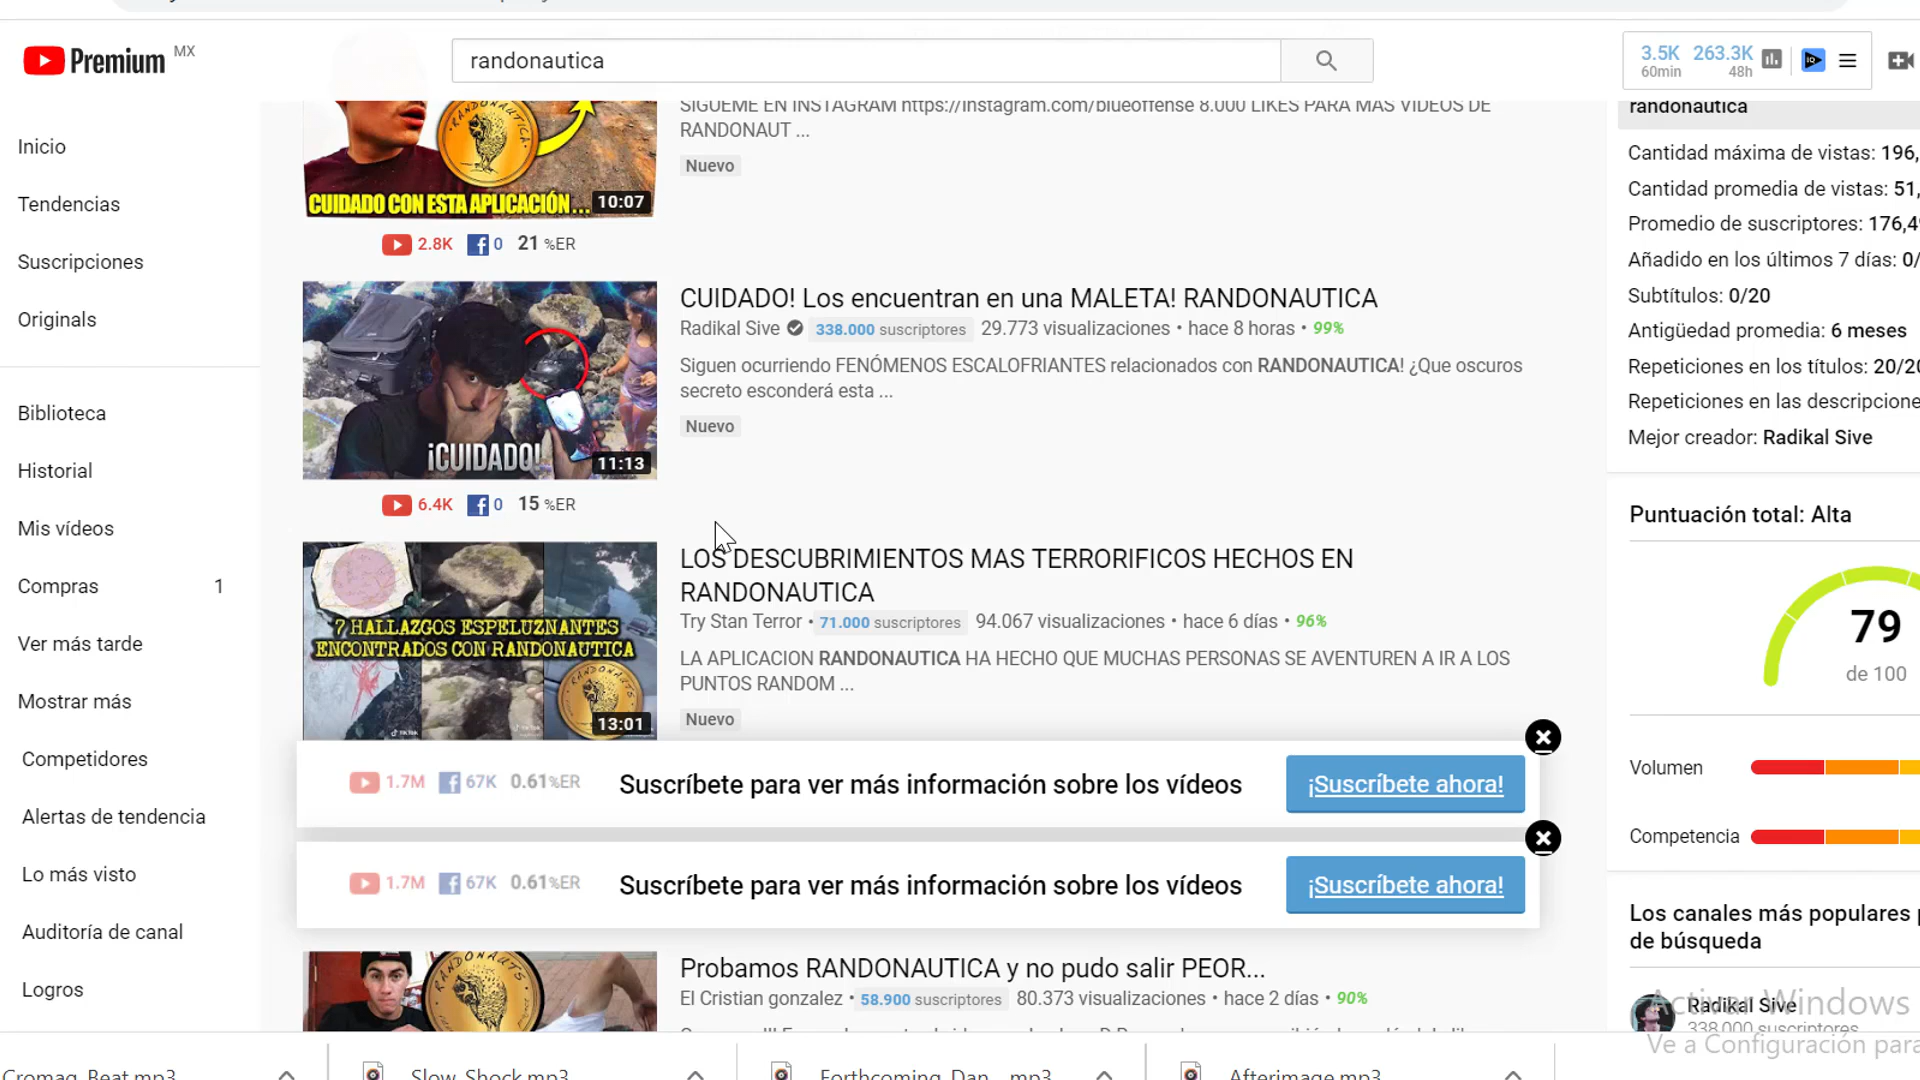 Premium MX
randonautica
3.5K 263.3K
60min 48h
Inicio
Tendencias
Suscripciones
Originals
Biblioteca
Historial
Mis vídeos
Compras 1
Ver más tarde
Mostrar más
Competidores
Alertas de tendencia
Lo más visto
Auditoría de canal
Logros
RANDONAUTICA
CUIDADO CON ESTA APLICACIÓN...
10:07
SIGUEME EN INSTAGRAM https://instagram.com/blueoffense 8.000 LIKES PARA MAS VIDEOS DE
RANDONAUT ...
Nuevo
2.8K 0 21 %ER
¡CUIDADO!
11:13
CUIDADO! Los encuentran en una MALETA! RANDONAUTICA
Radikal Sive 338.000 suscriptores 29.773 visualizaciones • hace 8 horas • 99%
Siguen ocurriendo FENÓMENOS ESCALOFRIANTES relacionados con RANDONAUTICA! ¿Que oscuros
secreto esconderá esta ...
Nuevo
6.4K 0 15 %ER
7 HALLAZGOS ESPELUZNANTES
ENCONTRADOS CON RANDONAUTICA
RANDONAUTS
13:01
LOS DESCUBRIMIENTOS MAS TERRORIFICOS HECHOS EN
RANDONAUTICA
Try Stan Terror • 71.000 suscriptores 94.067 visualizaciones • hace 6 días • 96%
LA APLICACION RANDONAUTICA HA HECHO QUE MUCHAS PERSONAS SE AVENTUREN A IR A LOS
PUNTOS RANDOM ...
Nuevo
1.7M 67K 0.61%ER Suscríbete para ver más información sobre los vídeos ¡Suscríbete ahora!
1.7M 67K 0.61%ER Suscríbete para ver más información sobre los vídeos ¡Suscríbete ahora!
RANDONAUTS
Probamos RANDONAUTICA y no pudo salir PEOR...
El Cristian gonzalez • 58.900 suscriptores 80.373 visualizaciones • hace 2 días • 90%
randonautica
Cantidad máxima de vistas: 196,
Cantidad promedia de vistas: 51,
Promedio de suscriptores: 176,4
Añadido en los últimos 7 días: 0/
Subtítulos: 0/20
Antigüedad promedia: 6 meses
Repeticiones en los títulos: 20/20
Repeticiones en las descripcione
Mejor creador: Radikal Sive
Puntuación total: Alta
79
de 100
Volumen
Competencia
Los canales más populares
de búsqueda
Radikal Sive
338.000 suscriptores
Activar Windows
Ve a Configuración para
Cromag_Beat.mp3
Slow_Shock.mp3
Forthcoming_Dan....mp3
Afterimage.mp3